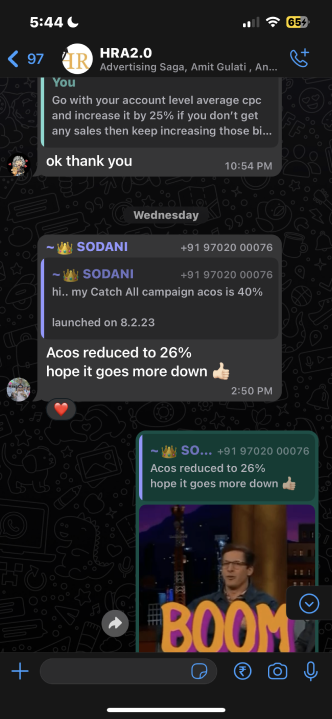 5:44
65
97
HR
HRA2.0
Advertising Saga, Amit Gulati , An...
You
Go with your account level average cpc
and increase it by 25% if you don't get
any sales then keep increasing those bi...
ok thank you
10:54 PM
Wednesday
~ 👑 SODANI +91 97020 00076
~ 👑 SODANI +91 97020 00076
hi.. my Catch All campaign acos is 40%
launched on 8.2.23
Acos reduced to 26%
hope it goes more down 👍🏻
2:50 PM
~ 👑 SO... +91 97020 00076
Acos reduced to 26%
hope it goes more down 👍🏻
BOOM
₹